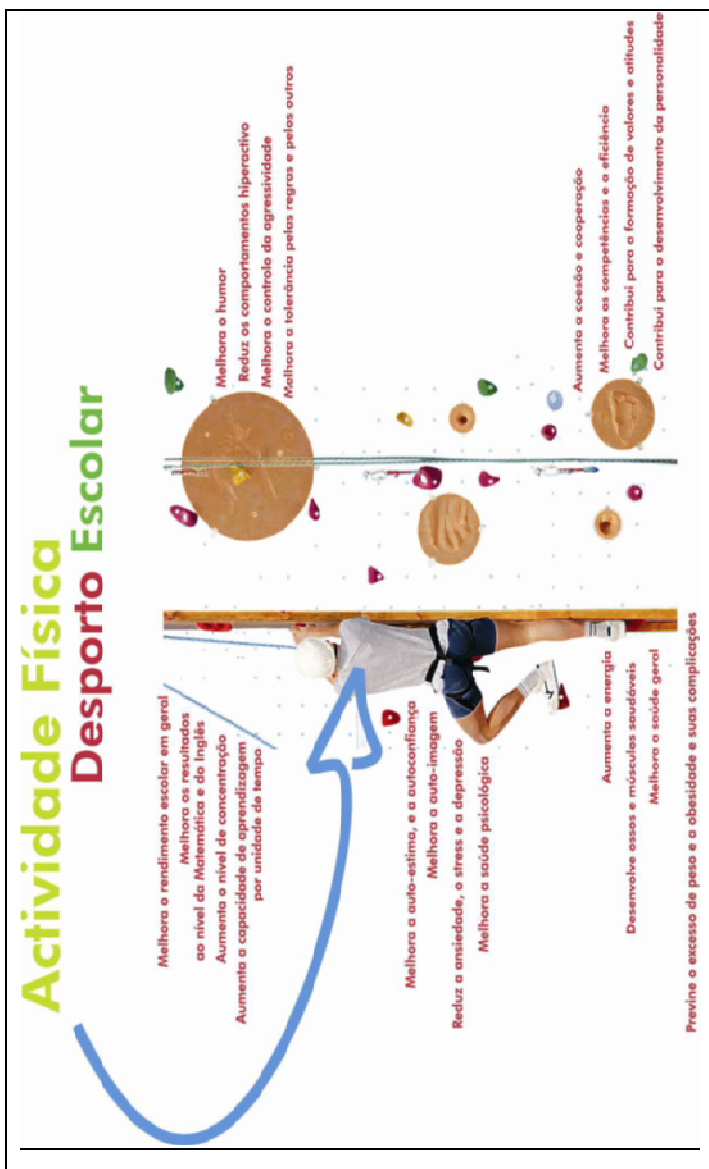 Actividade Física
Desporto Escolar
Melhora o rendimento escolar em geral
Melhora os resultados
ao nível da Matemática e do Inglês
Aumenta o nível de concentração
Aumenta a capacidade de aprendizagem
por unidade de tempo
Melhora a auto-estima, e a autoconfiança
Melhora a auto-imagem
Reduz a ansiedade, o stress e a depressão
Melhora a saúde psicológica
Aumenta a energia
Desenvolve ossos e músculos saudáveis
Melhora a saúde geral
Previne o excesso de peso e a obesidade e suas complicações
Melhora o humor
Reduz os comportamentos hiperactivo
Melhora o controlo da agressividade
Melhora a tolerância pelas regras e pelos outros
Aumenta a coesão e cooperação
Melhora as competências e a eficiência
Contribui para a formação de valores e atitudes
Contribui para o desenvolvimento da personalidade